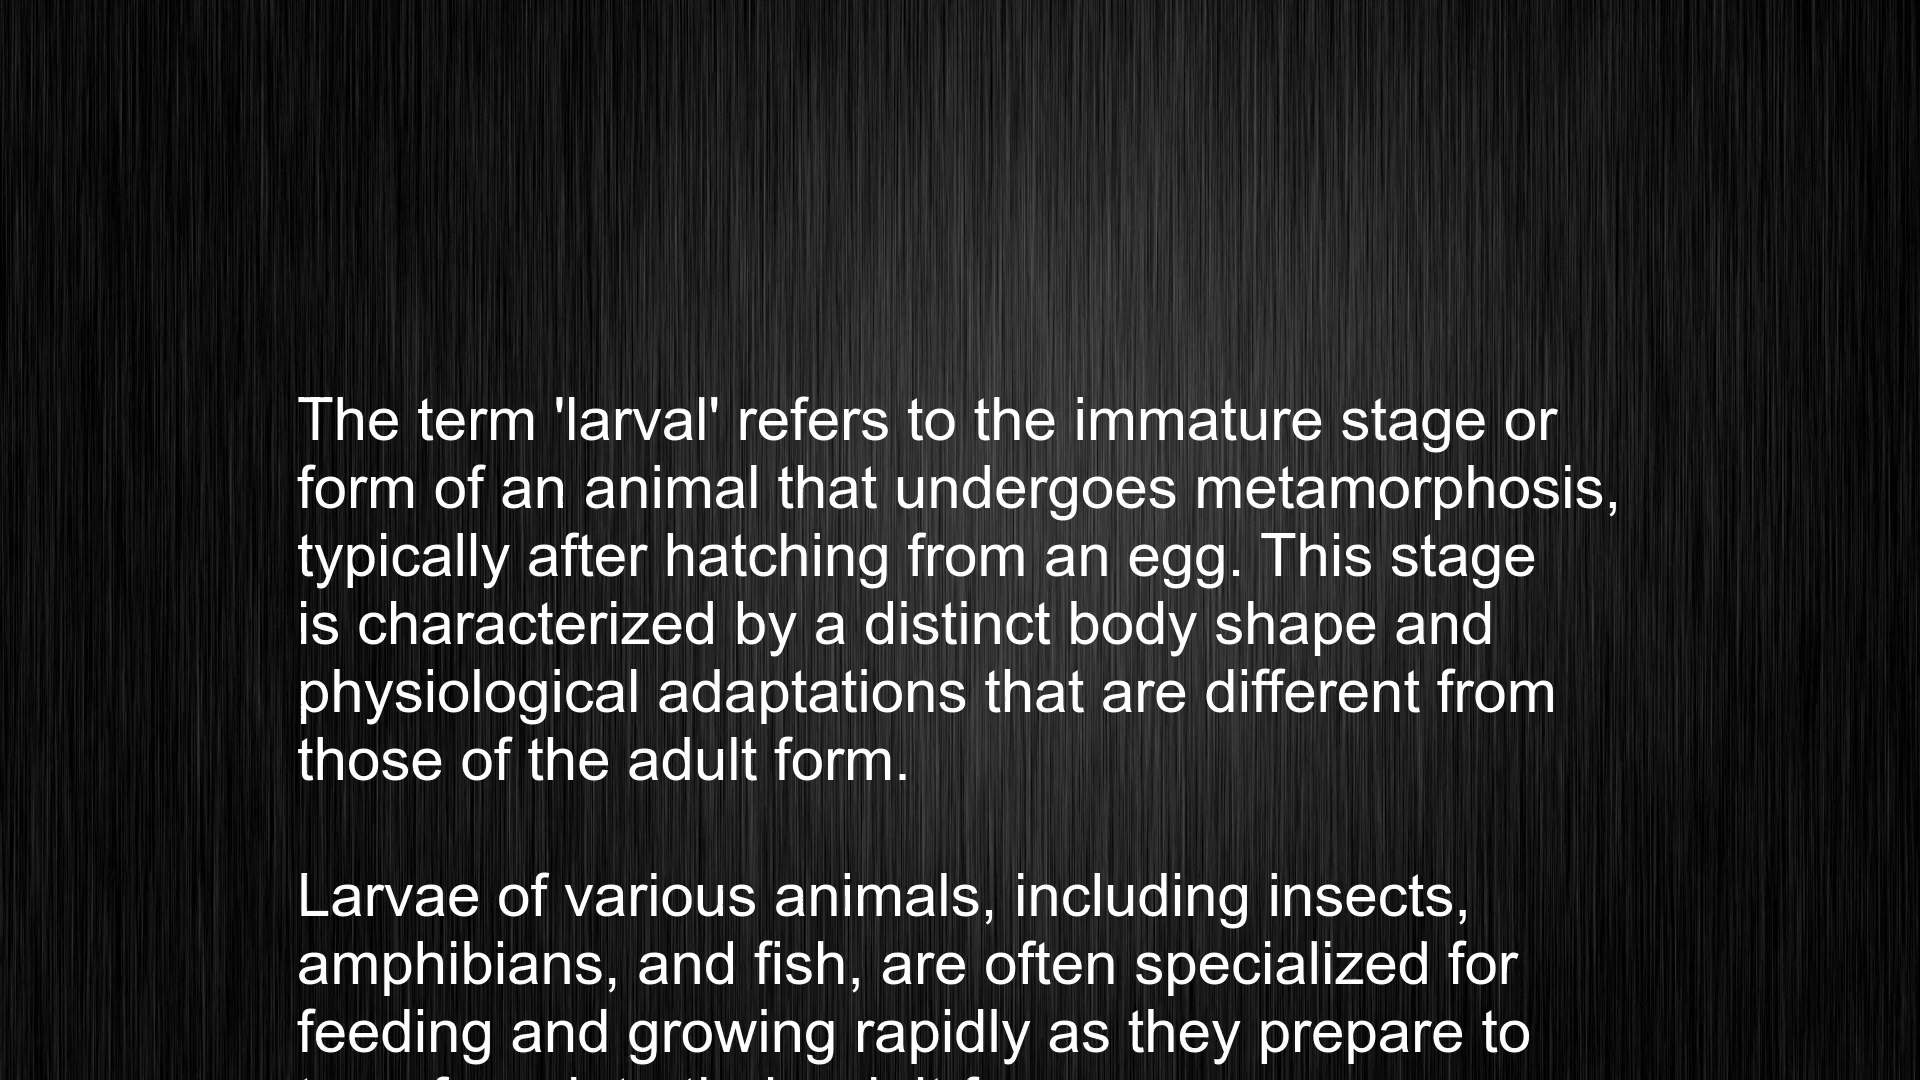 The term 'larval' refers to the immature stage or
form of an animal that undergoes metamorphosis,
typically after hatching from an egg. This stage
is characterized by a distinct body shape and
physiological adaptations that are different from
those of the adult form.
Larvae of various animals, including insects,
amphibians, and fish, are often specialized for
feeding and growing rapidly as they prepare to